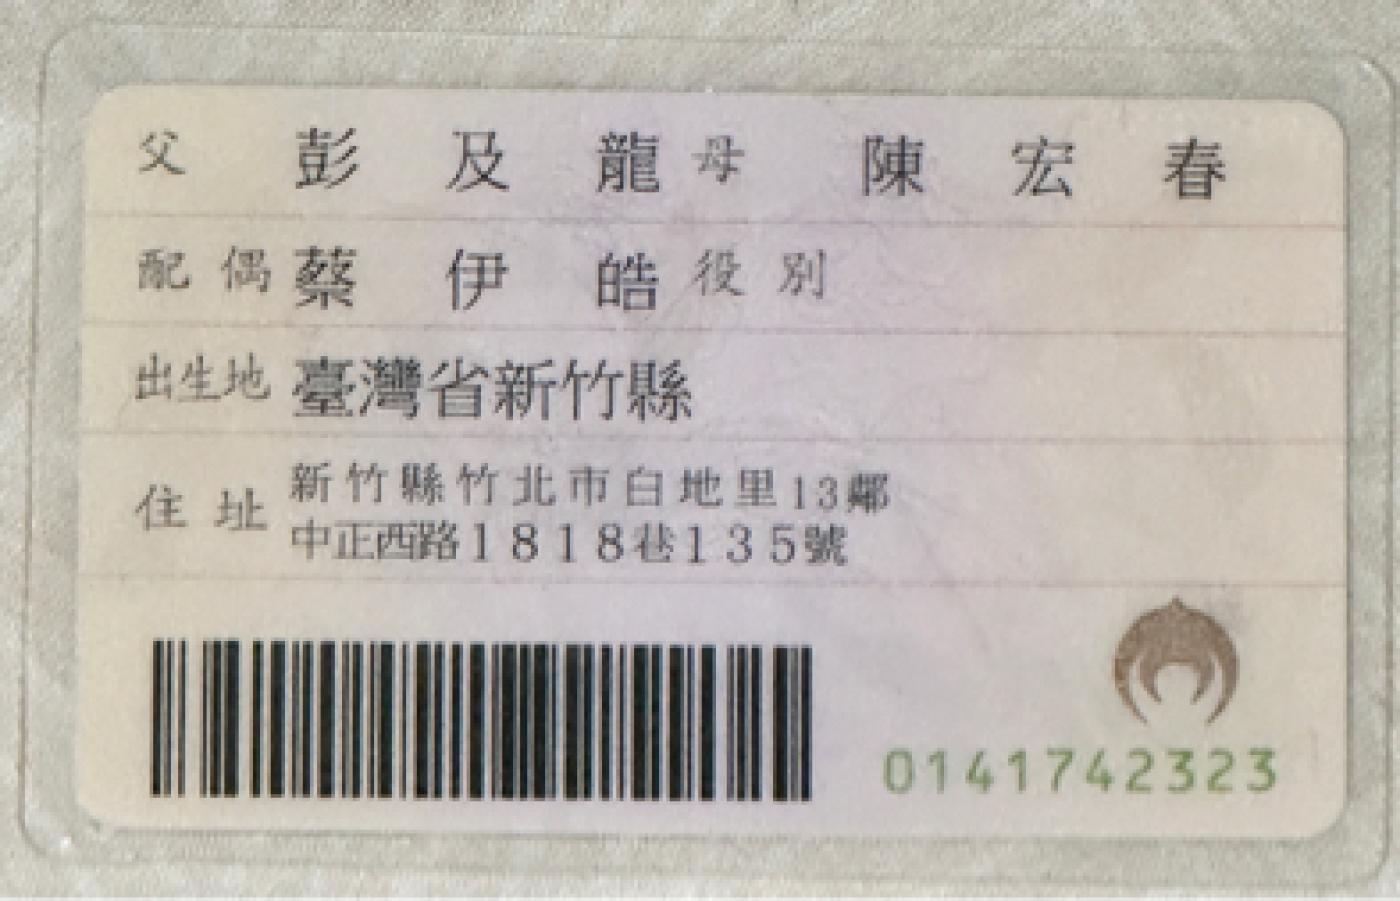 父 彭及龍 母 陳宏春
配偶 蔡伊皓 役別
出生地 臺灣省新竹縣
住址 新竹縣竹北市白地里13鄰
中正西路1818巷135號
0141742323